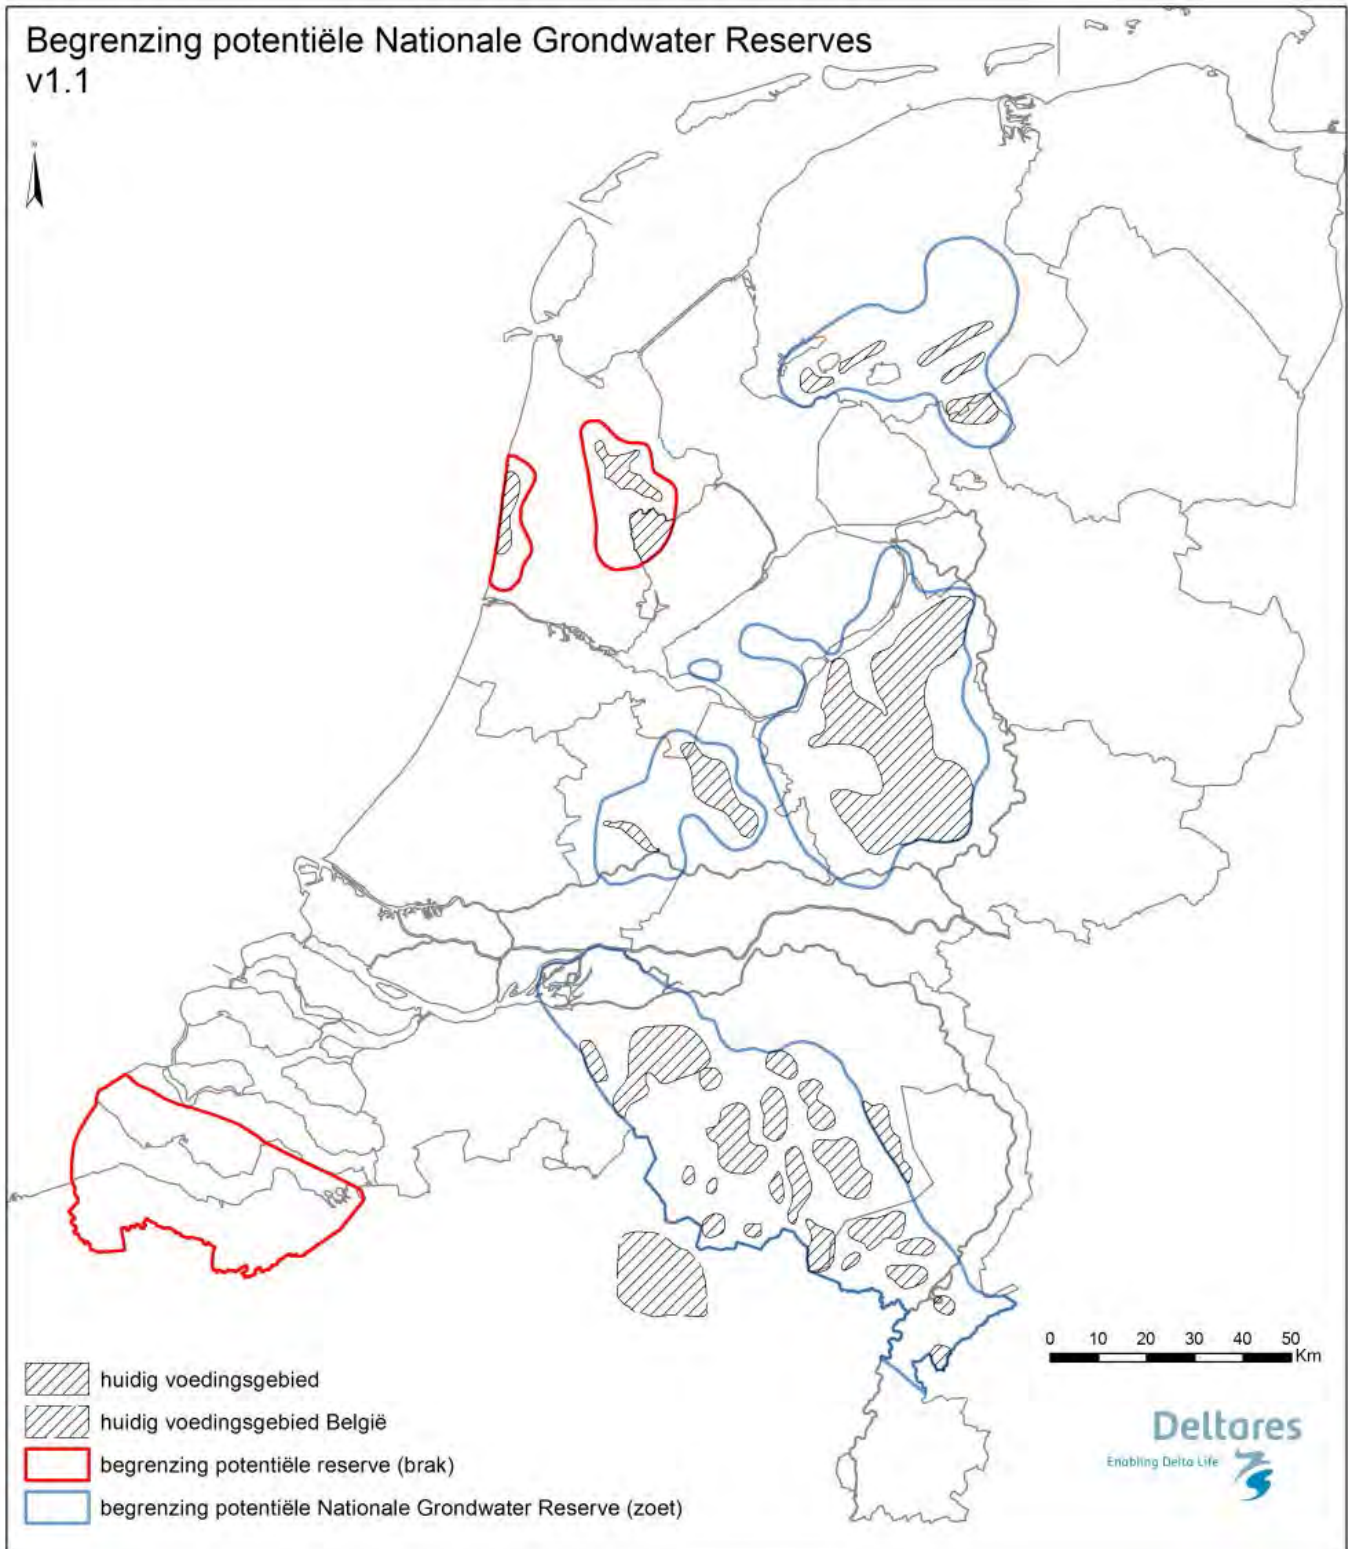 Begrenzing potentiële Nationale Grondwater Reserves
v1.1
N
0 10 20 30 40 50
Km
huidig voedingsgebied
huidig voedingsgebied België
begrenzing potentiële reserve (brak)
begrenzing potentiële Nationale Grondwater Reserve (zoet)
Deltares
Enabling Delta Life